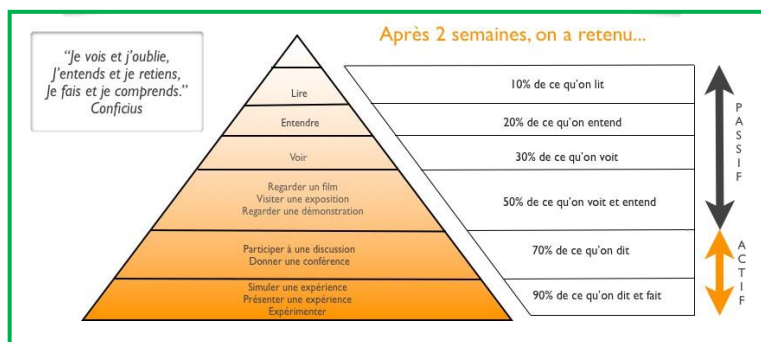 Après 2 semaines, on a retenu...
“Je vois et j’oublie,
J’entends et je retiens,
Je fais et je comprends.”
Conficius
Lire
10% de ce qu’on lit
Entendre
20% de ce qu’on entend
Voir
30% de ce qu’on voit
Regarder un film
Visiter une exposition
Regarder une démonstration
50% de ce qu’on voit et entend
PASSIF
Participer à une discussion
Donner une conférence
70% de ce qu’on dit
Simuler une expérience
Présenter une expérience
Expérimenter
90% de ce qu’on dit et fait
ACTIF